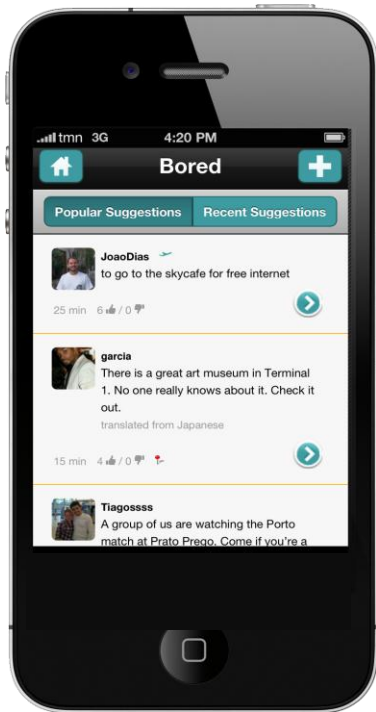 tmn 3G 4:20 PM
Bored
Popular Suggestions Recent Suggestions
JoaoDias
to go to the skycafe for free internet
25 min 6 / 0
garcia
There is a great art museum in Terminal
1. No one really knows about it. Check it
out.
translated from Japanese
15 min 4 / 0
Tiagossss
A group of us are watching the Porto
match at Prato Prego. Come if you're a